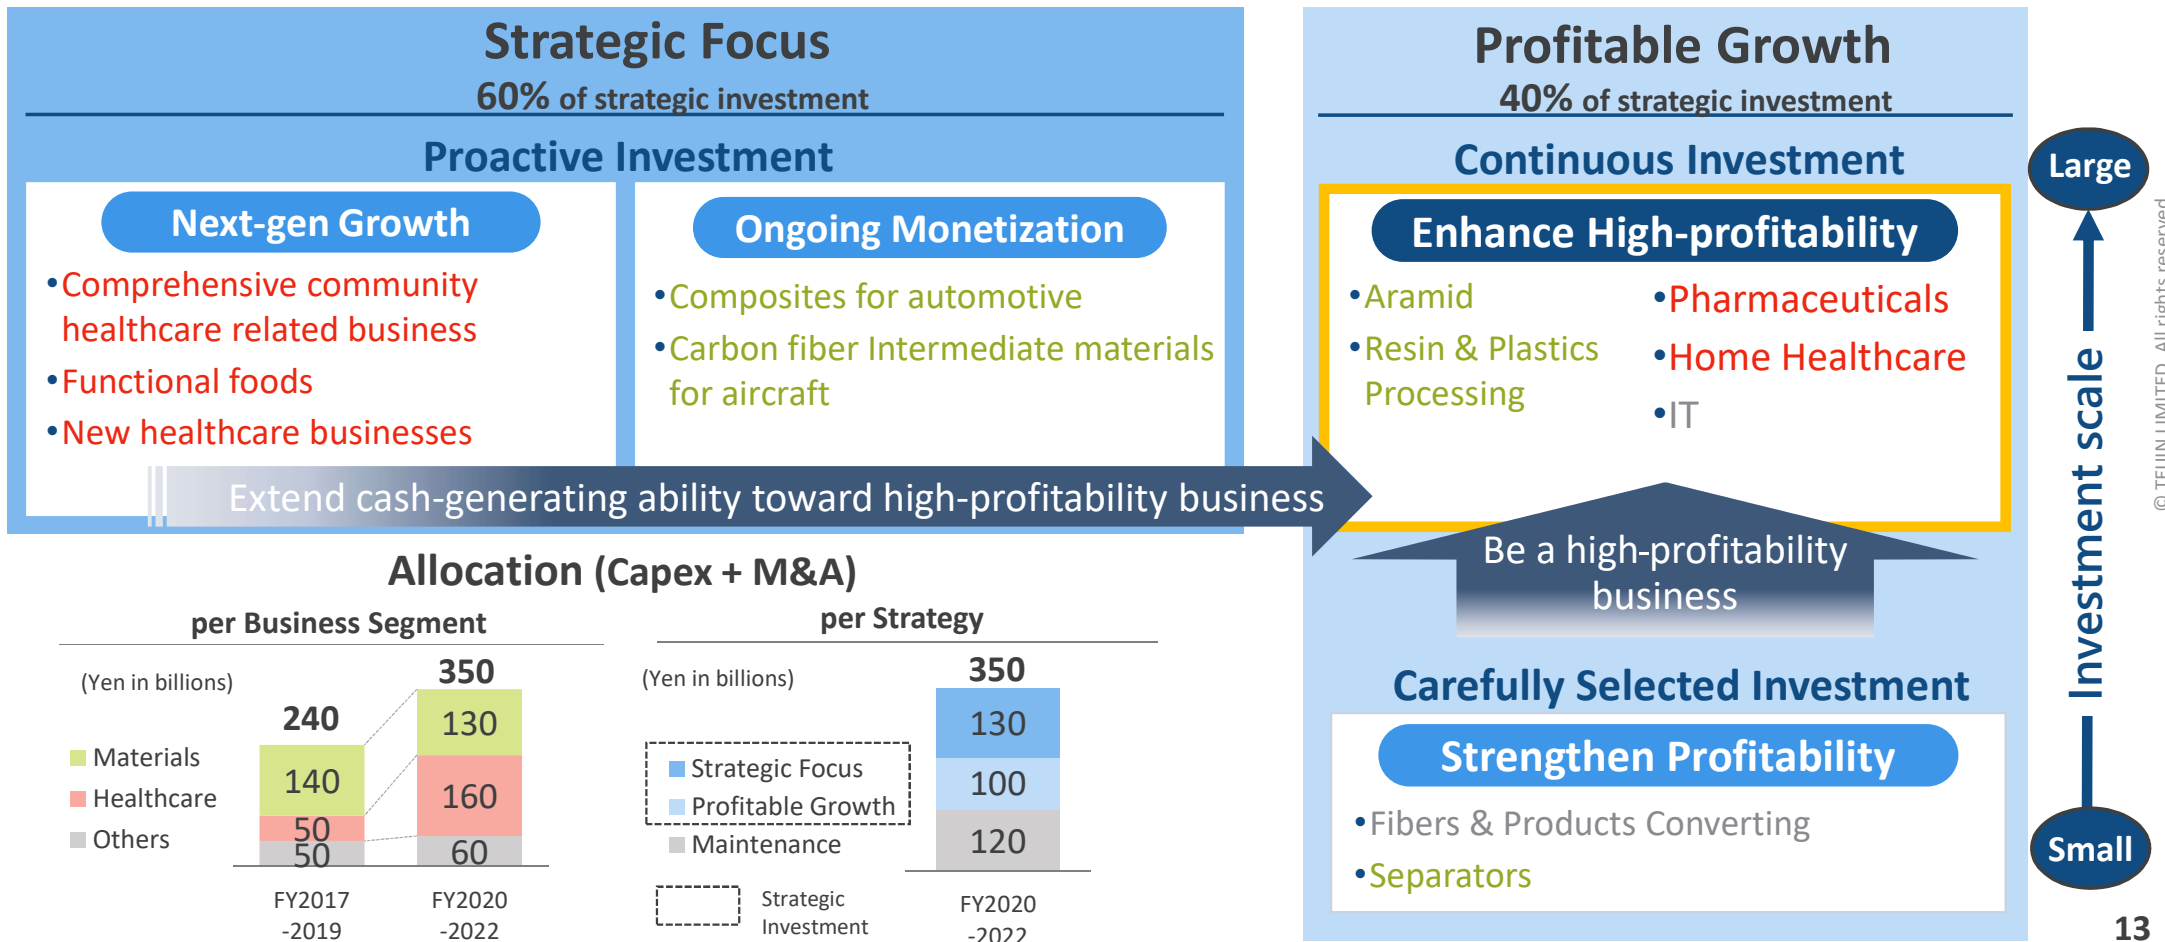 Strategic Focus
60% of strategic investment
Proactive Investment
Next-gen Growth
•Comprehensive community
healthcare related business
•Functional foods
•New healthcare businesses
Ongoing Monetization
•Composites for automotive
•Carbon fiber Intermediate materials
for aircraft
Extend cash-generating ability toward high-profitability business
Profitable Growth
40% of strategic investment
Continuous Investment
Enhance High-profitability
•Aramid
•Resin & Plastics
Processing
•Pharmaceuticals
•Home Healthcare
•IT
Be a high-profitability
business
Carefully Selected Investment
Strengthen Profitability
•Fibers & Products Converting
•Separators
Large
Investment scale
Small
Allocation (Capex + M&A)
per Business Segment
(Yen in billions)
Materials
Healthcare
Others
240
140
50
50
FY2017
-2019
350
130
160
60
FY2020
-2022
per Strategy
(Yen in billions)
Strategic Focus
Profitable Growth
Maintenance
Strategic
Investment
350
130
100
120
FY2020
-2022
© TEIJIN LIMITED All rights reserved
13